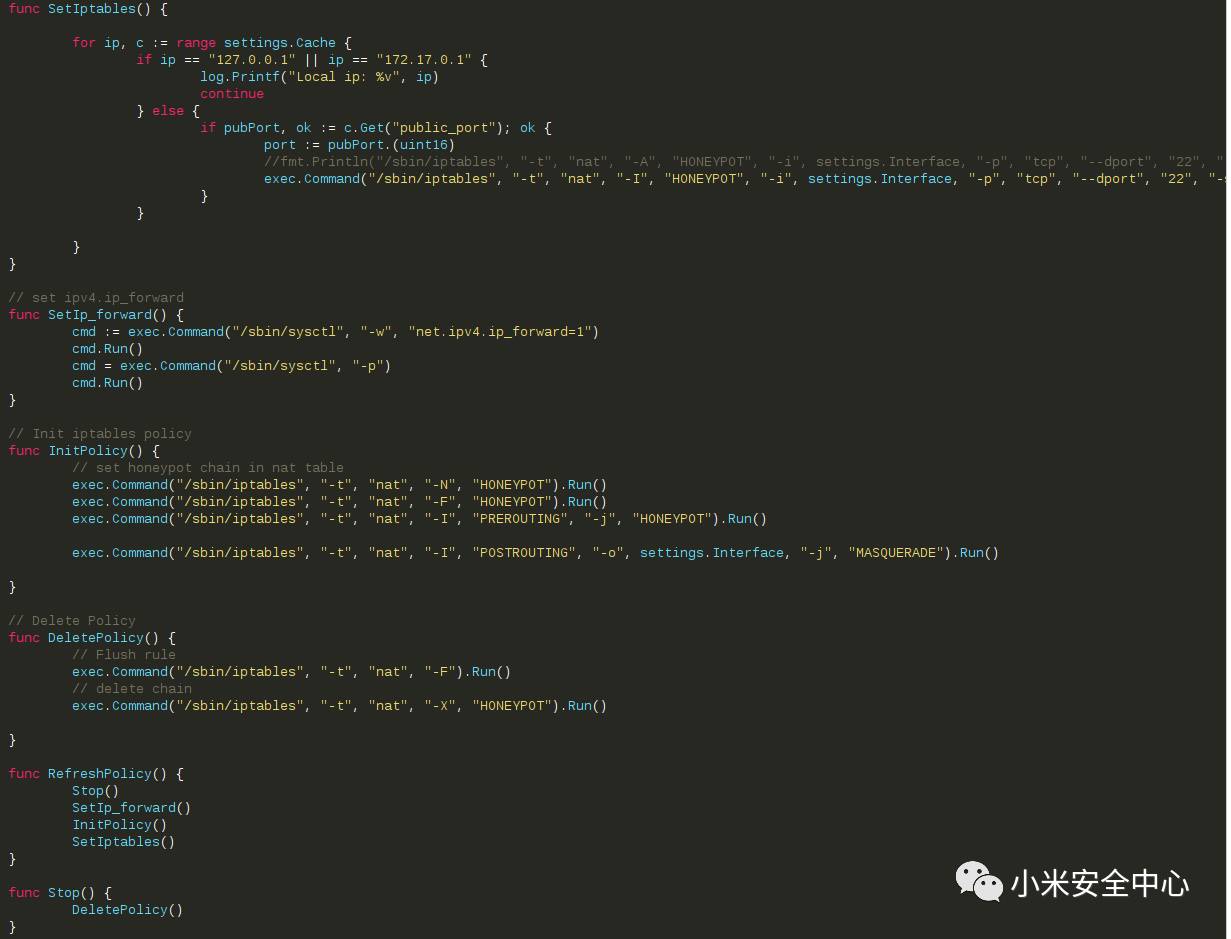 func SetIptables() {
for ip, c := range settings.Cache {
if ip == "127.0.0.1" || ip == "172.17.0.1" {
log.Printf("Local ip: %v", ip)
continue
} else {
if pubPort, ok := c.Get("public_port"); ok {
port := pubPort.(uint16)
//fmt.Println("/sbin/iptables", "-t", "nat", "-A", "HONEYPOT", "-i", settings.Interface, "-p", "tcp", "--dport", "22", "
exec.Command("/sbin/iptables", "-t", "nat", "-I", "HONEYPOT", "-i", settings.Interface, "-p", "tcp", "--dport", "22", "-s
}
}
}
}
// set ipv4.ip_forward
func SetIp_forward() {
cmd := exec.Command("/sbin/sysctl", "-w", "net.ipv4.ip_forward=1")
cmd.Run()
cmd = exec.Command("/sbin/sysctl", "-p")
cmd.Run()
}
// Init iptables policy
func InitPolicy() {
// set honeypot chain in nat table
exec.Command("/sbin/iptables", "-t", "nat", "-N", "HONEYPOT").Run()
exec.Command("/sbin/iptables", "-t", "nat", "-F", "HONEYPOT").Run()
exec.Command("/sbin/iptables", "-t", "nat", "-I", "PREROUTING", "-j", "HONEYPOT").Run()
exec.Command("/sbin/iptables", "-t", "nat", "-I", "POSTROUTING", "-o", settings.Interface, "-j", "MASQUERADE").Run()
}
// Delete Policy
func DeletePolicy() {
// Flush rule
exec.Command("/sbin/iptables", "-t", "nat", "-F").Run()
// delete chain
exec.Command("/sbin/iptables", "-t", "nat", "-X", "HONEYPOT").Run()
}
func RefreshPolicy() {
Stop()
SetIp_forward()
InitPolicy()
SetIptables()
}
func Stop() {
DeletePolicy()
}
小米安全中心